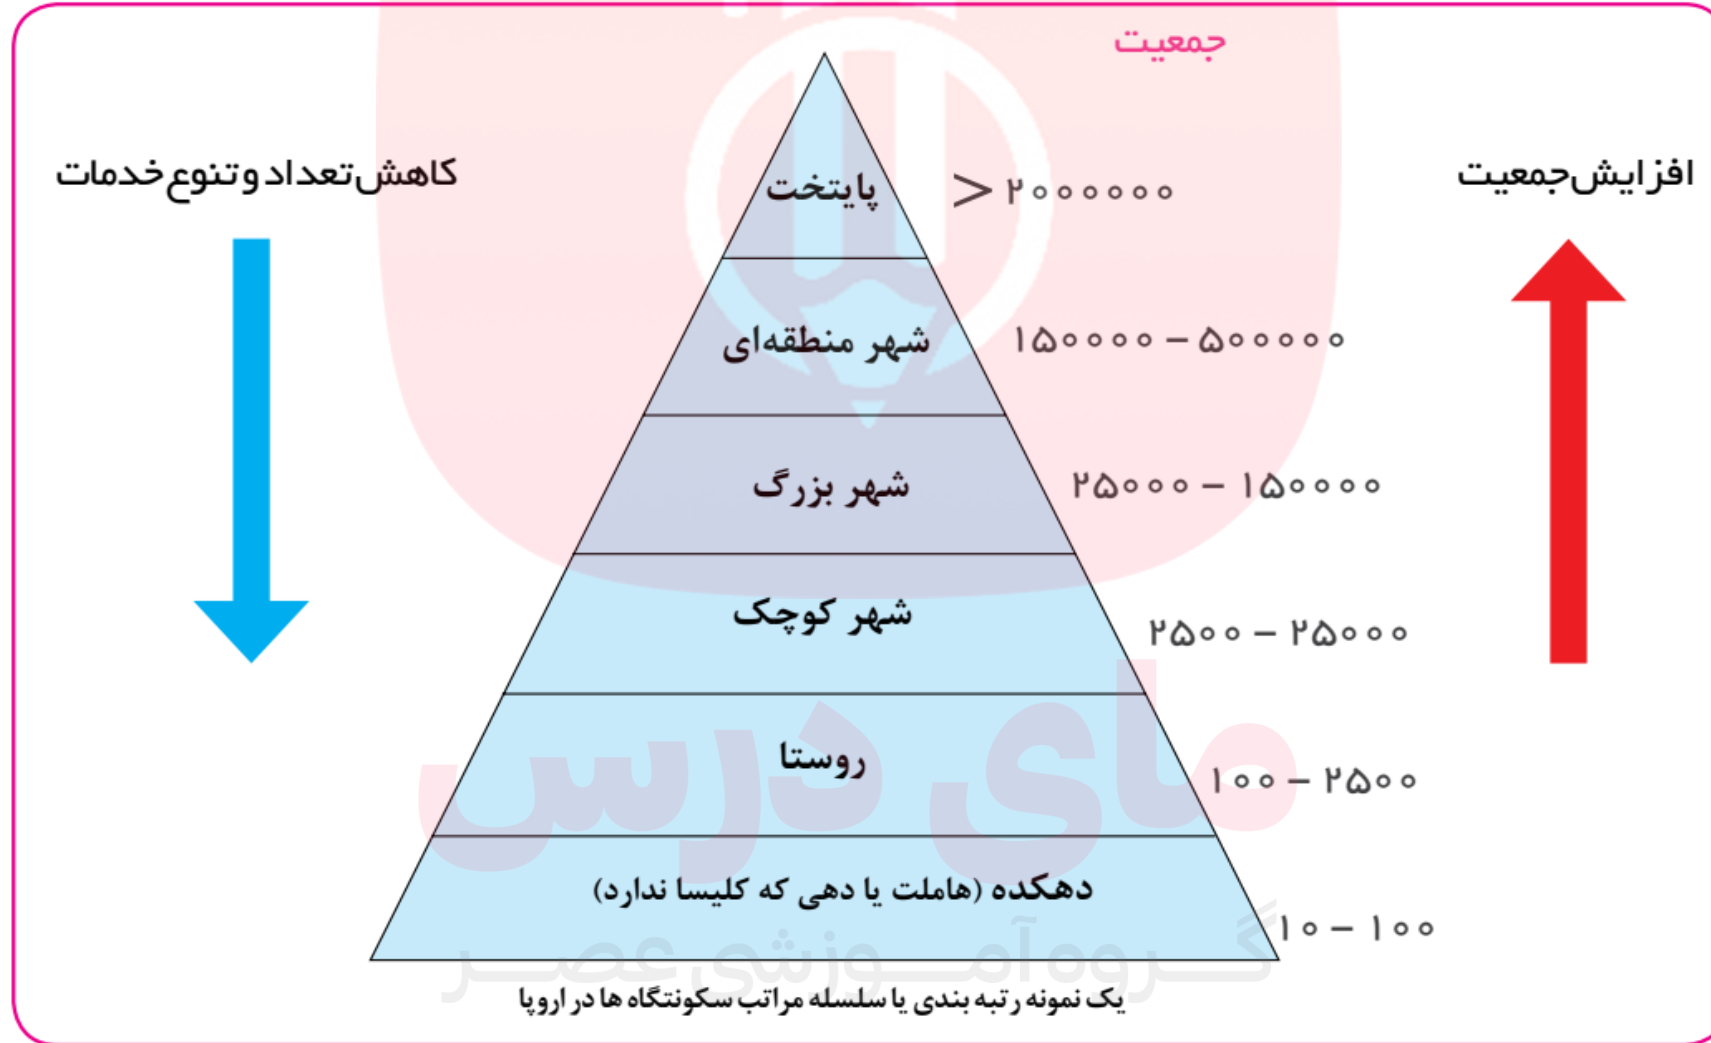 جمعیت
افزایش جمعیت
کاهش تعداد و تنوع خدمات
پایتخت
> ۲۰۰۰۰۰۰
شهر منطقه‌ای
۱۵۰۰۰۰ – ۵۰۰۰۰۰
شهر بزرگ
۲۵۰۰۰ – ۱۵۰۰۰۰
شهر کوچک
۲۵۰۰ – ۲۵۰۰۰
روستا
۱۰۰ – ۲۵۰۰
دهکده (هاملت یا دهی که کلیسا ندارد)
۱۰ – ۱۰۰
یک نمونه رتبه بندی یا سلسله مراتب سکونتگاه ها در اروپا
مای درس
گروه آموزشی عصر